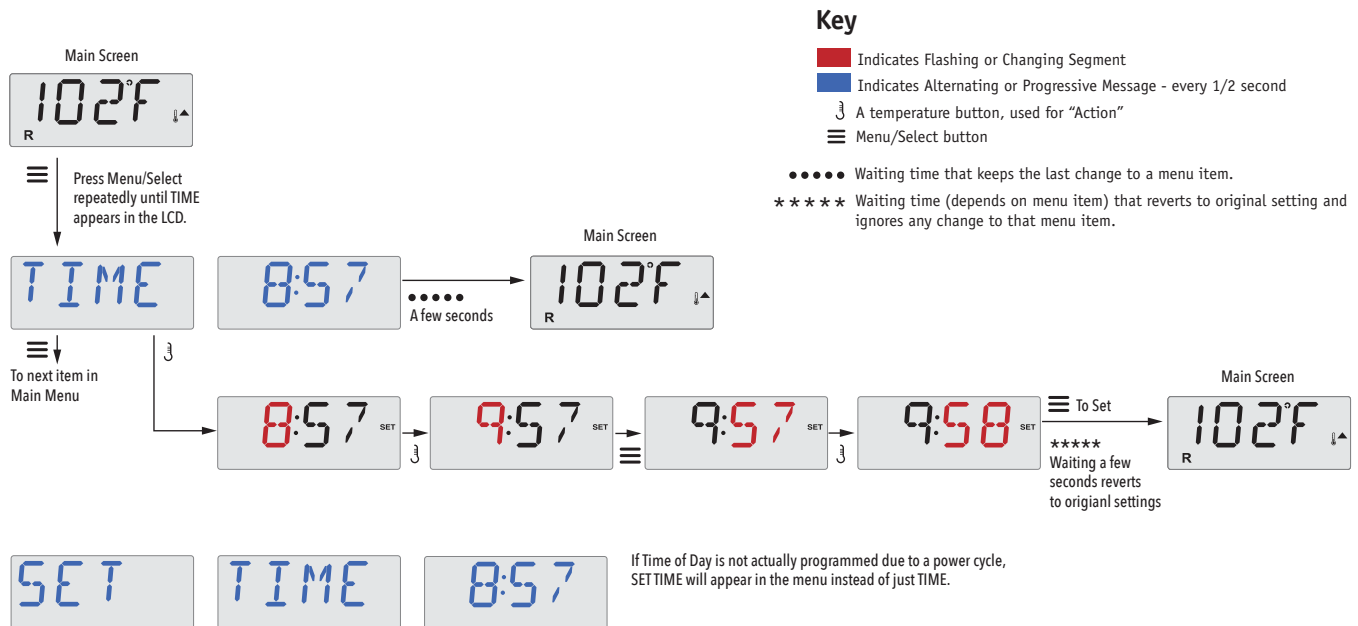 Key
Indicates Flashing or Changing Segment
Indicates Alternating or Progressive Message - every 1/2 second
A temperature button, used for “Action”
Menu/Select button
••••• Waiting time that keeps the last change to a menu item.
***** Waiting time (depends on menu item) that reverts to original setting and
ignores any change to that menu item.
Main Screen
102°F
R
Press Menu/Select
repeatedly until TIME
appears in the LCD.
TIME
8:57
•••••
A few seconds
Main Screen
102°F
R
To next item in
Main Menu
8:57 SET
9:57 SET
9:57 SET
9:58 SET
To Set
*****
Waiting a few
seconds reverts
to origianl settings
Main Screen
102°F
R
SET
TIME
8:57
If Time of Day is not actually programmed due to a power cycle,
SET TIME will appear in the menu instead of just TIME.